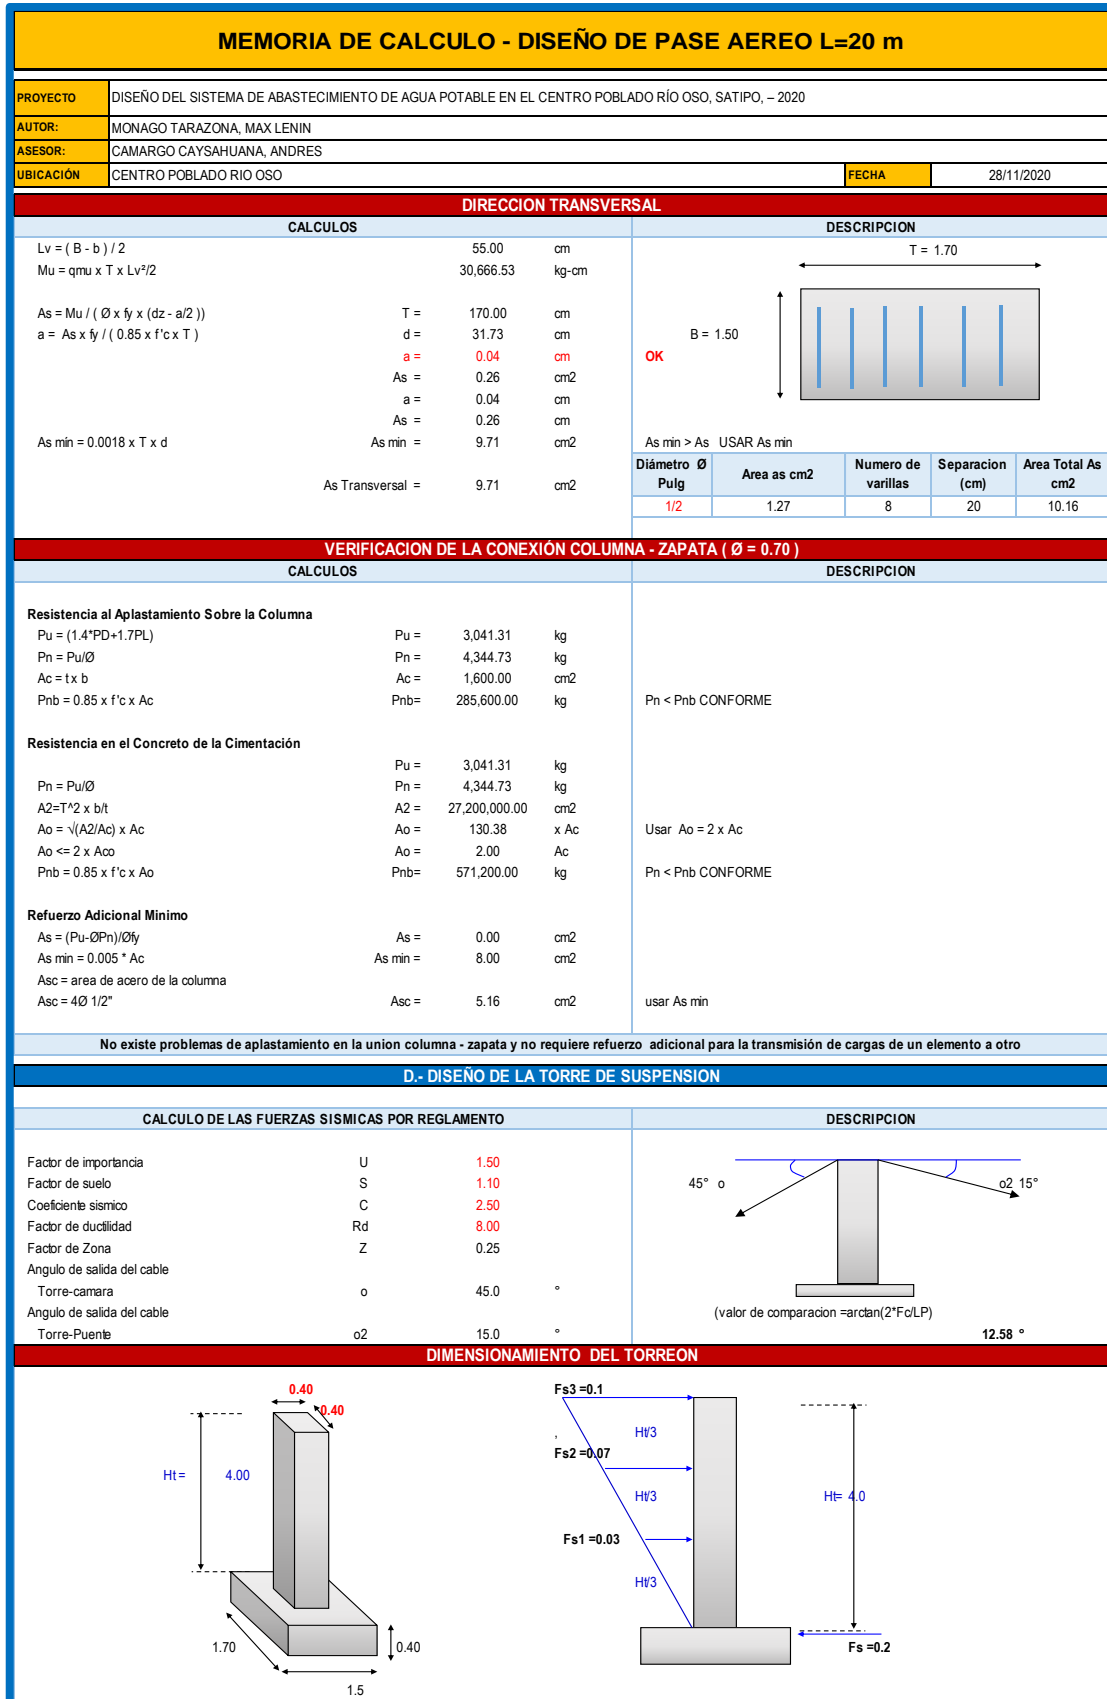 MEMORIA DE CALCULO - DISEÑO DE PASE AEREO L=20 m
PROYECTO DISEÑO DEL SISTEMA DE ABASTECIMIENTO DE AGUA POTABLE EN EL CENTRO POBLADO RÍO OSO, SATIPO, – 2020
AUTOR: MONAGO TARAZONA, MAX LENIN
ASESOR: CAMARGO CAYSAHUANA, ANDRES
UBICACIÓN CENTRO POBLADO RIO OSO FECHA 28/11/2020
DIRECCION TRANSVERSAL
CALCULOS DESCRIPCION
Lv = ( B - b ) / 2 55.00 cm T = 1.70
Mu = qmu x T x Lv²/2 30,666.53 kg-cm
As = Mu / ( Ø x fy x (dz - a/2 )) T = 170.00 cm
a = As x fy / ( 0.85 x f'c x T ) d = 31.73 cm B = 1.50
a = 0.04 cm OK
As = 0.26 cm2
a = 0.04 cm
As = 0.26 cm
As min = 0.0018 x T x d As min = 9.71 cm2 As min > As USAR As min
Diámetro Ø Pulg Area as cm2 Numero de varillas Separacion (cm) Area Total As cm2
As Transversal = 9.71 cm2
1/2 1.27 8 20 10.16
VERIFICACION DE LA CONEXIÓN COLUMNA - ZAPATA ( Ø = 0.70 )
CALCULOS DESCRIPCION
Resistencia al Aplastamiento Sobre la Columna
Pu = (1.4*PD+1.7PL) Pu = 3,041.31 kg
Pn = Pu/Ø Pn = 4,344.73 kg
Ac = t x b Ac = 1,600.00 cm2
Pnb = 0.85 x f'c x Ac Pnb= 285,600.00 kg Pn < Pnb CONFORME
Resistencia en el Concreto de la Cimentación
Pu = 3,041.31 kg
Pn = Pu/Ø Pn = 4,344.73 kg
A2=T^2 x b/t A2 = 27,200,000.00 cm2
Ao = √(A2/Ac) x Ac Ao = 130.38 x Ac Usar Ao = 2 x Ac
Ao <= 2 x Aco Ao = 2.00 Ac
Pnb = 0.85 x f'c x Ao Pnb= 571,200.00 kg Pn < Pnb CONFORME
Refuerzo Adicional Minimo
As = (Pu-ØPn)/Øfy As = 0.00 cm2
As min = 0.005 * Ac As min = 8.00 cm2
Asc = area de acero de la columna
Asc = 4Ø 1/2" Asc = 5.16 cm2 usar As min
No existe problemas de aplastamiento en la union columna - zapata y no requiere refuerzo adicional para la transmisión de cargas de un elemento a otro
D.- DISEÑO DE LA TORRE DE SUSPENSION
CALCULO DE LAS FUERZAS SISMICAS POR REGLAMENTO DESCRIPCION
Factor de importancia U 1.50
Factor de suelo S 1.10 45° o o2 15°
Coeficiente sismico C 2.50
Factor de ductilidad Rd 8.00
Factor de Zona Z 0.25
Angulo de salida del cable
Torre-camara o 45.0 °
Angulo de salida del cable (valor de comparacion =arctan(2*Fc/LP)
Torre-Puente o2 15.0 ° 12.58 °
DIMENSIONAMIENTO DEL TORREON
0.40 Fs3 =0.1
0.40
, Ht/3
Fs2 =0.07
Ht = 4.00 Ht/3 Ht= 4.0
Fs1 =0.03
Ht/3
1.70 0.40 Fs =0.2
1.5